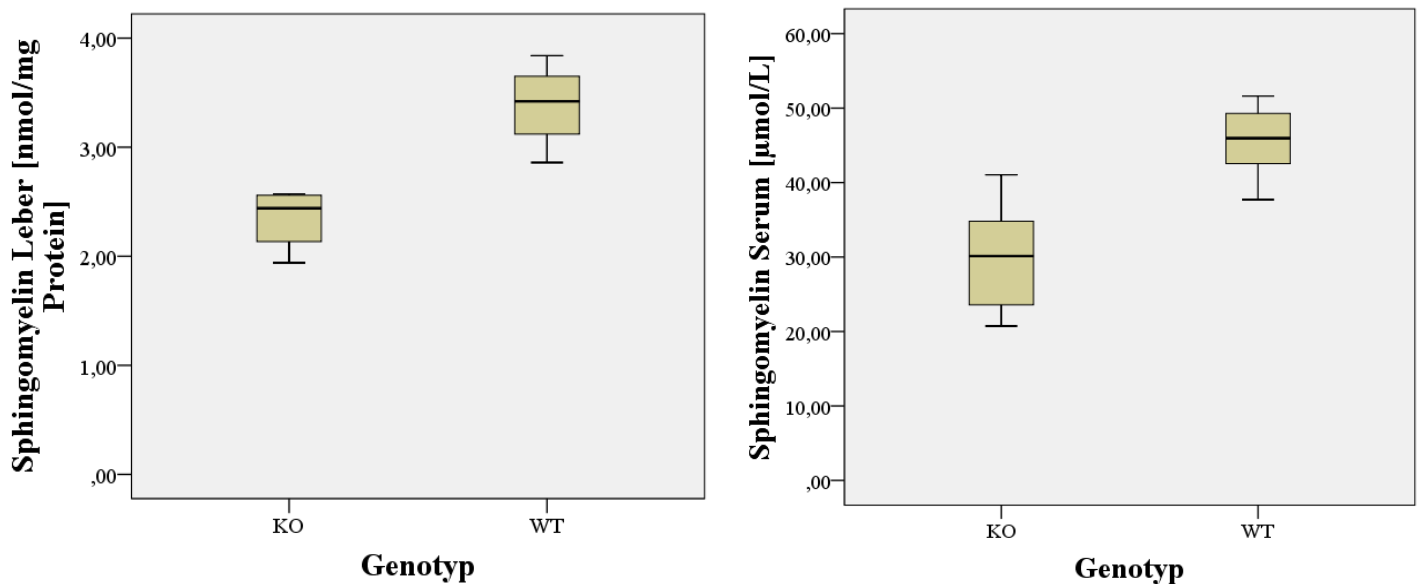 Sphingomyelin Leber [nmol/mg
Protein]
4,00
3,00
2,00
1,00
,00
KO
WT
Genotyp
Sphingomyelin Serum [µmol/L]
60,00
50,00
40,00
30,00
20,00
10,00
,00
KO
WT
Genotyp